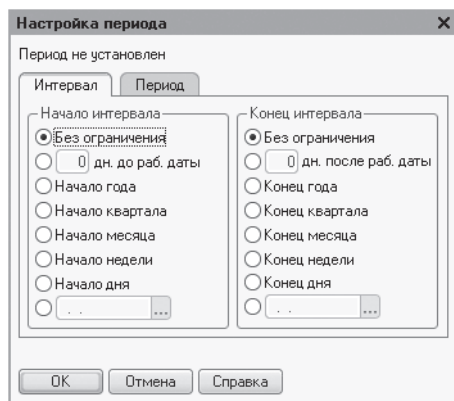 Настройка периода
Период не установлен
Интервал Период
Начало интервала Конец интервала
Без ограничения Без ограничения
0 дн. до раб. даты 0 дн. после раб. даты
Начало года Конец года
Начало квартала Конец квартала
Начало месяца Конец месяца
Начало недели Конец недели
Начало дня Конец дня
. . ... . . ...
OK Отмена Справка